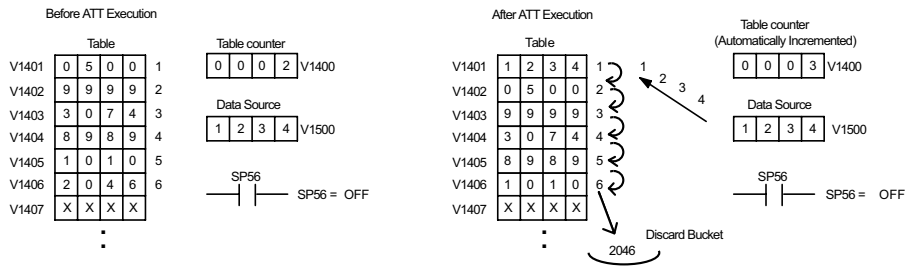 Before ATT Execution
Table
V1401 0 5 0 0 1
V1402 9 9 9 9 2
V1403 3 0 7 4 3
V1404 8 9 8 9 4
V1405 1 0 1 0 5
V1406 2 0 4 6 6
V1407 X X X X
Table counter
0 0 0 2 V1400
Data Source
1 2 3 4 V1500
SP56
SP56 = OFF
After ATT Execution
Table
V1401 1 2 3 4 1
V1402 0 5 0 0 2
V1403 9 9 9 9 3
V1404 3 0 7 4 4
V1405 8 9 8 9 5
V1406 1 0 1 0 6
V1407 X X X X
1 2 3 4
Table counter
(Automatically Incremented)
0 0 0 3 V1400
Data Source
1 2 3 4 V1500
SP56
SP56 = OFF
Discard Bucket
2046